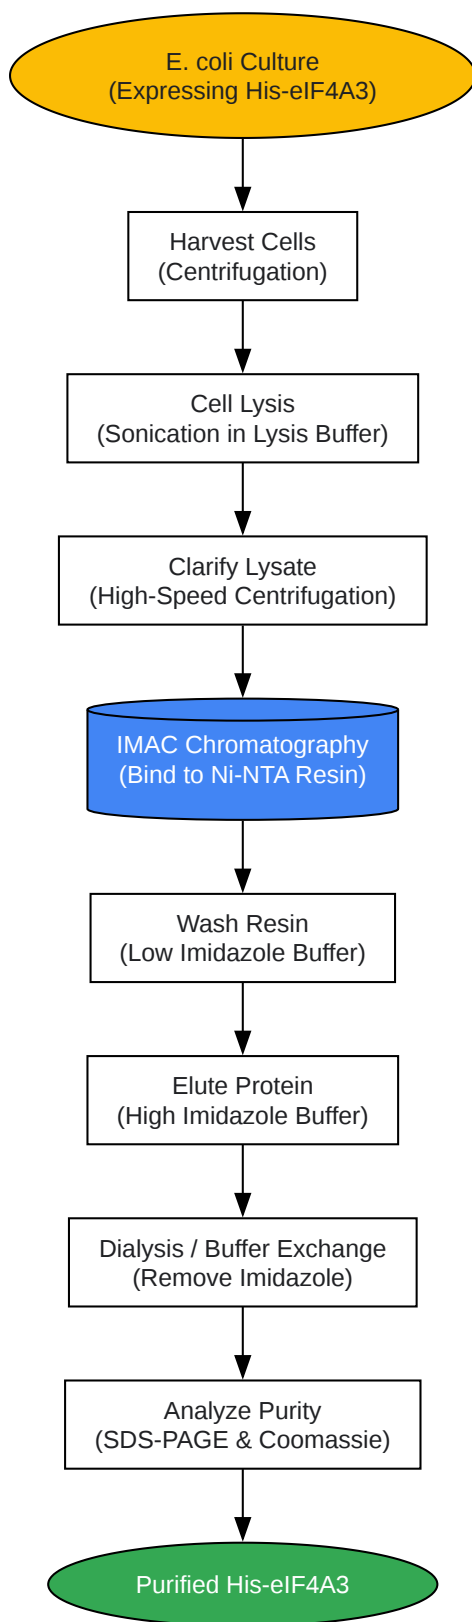 E. coli Culture
(Expressing His-eIF4A3)
Harvest Cells
(Centrifugation)
Cell Lysis
(Sonication in Lysis Buffer)
Clarify Lysate
(High-Speed Centrifugation)
IMAC Chromatography
(Bind to Ni-NTA Resin)
Wash Resin
(Low Imidazole Buffer)
Elute Protein
(High Imidazole Buffer)
Dialysis / Buffer Exchange
(Remove Imidazole)
Analyze Purity
(SDS-PAGE & Coomassie)
Purified His-eIF4A3